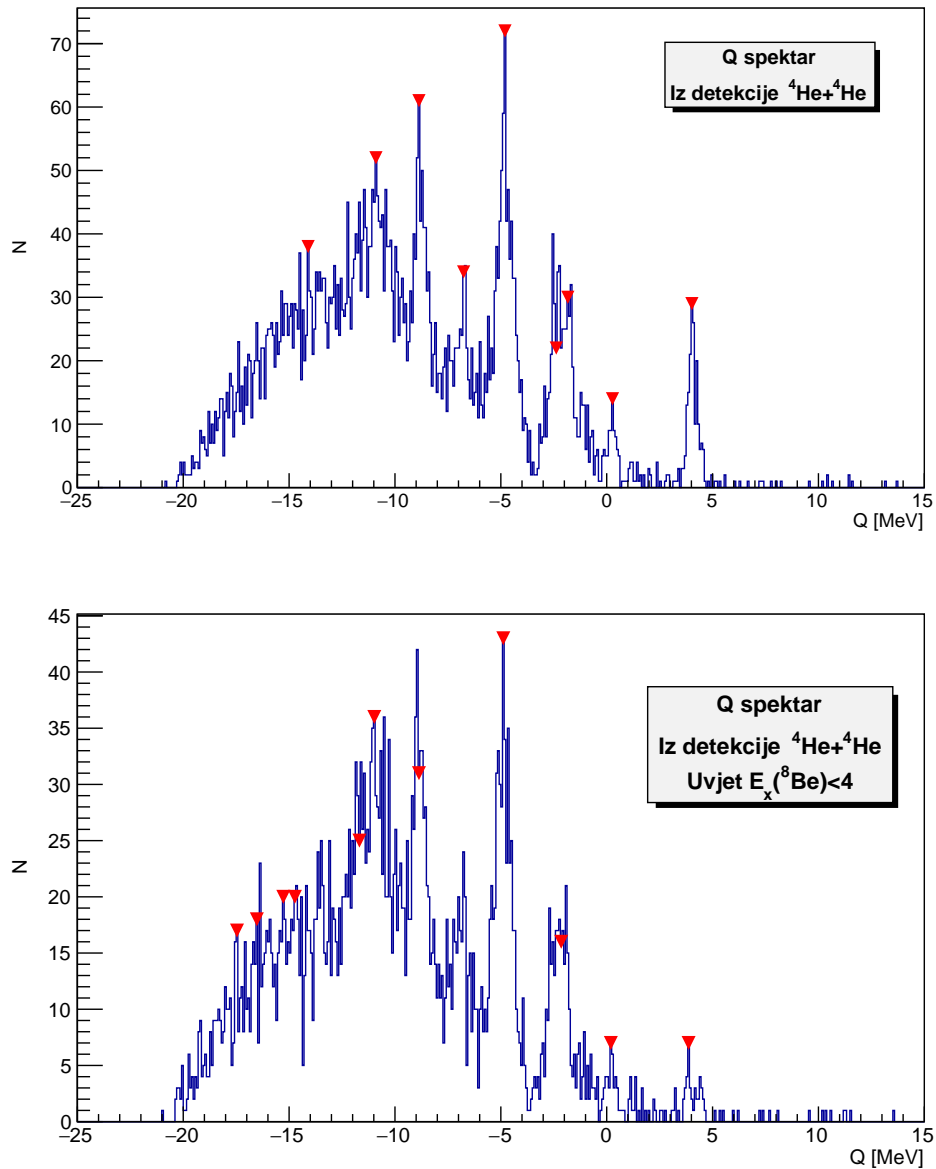 70
60
50
40
30
20
10
0
N
Q spektar
Iz detekcije ⁴He+⁴He
−25 −20 −15 −10 −5 0 5 10 15
Q [MeV]
45
40
35
30
25
20
15
10
5
0
N
Q spektar
Iz detekcije ⁴He+⁴He
Uvjet Eₓ(⁸Be)<4
−25 −20 −15 −10 −5 0 5 10 15
Q [MeV]